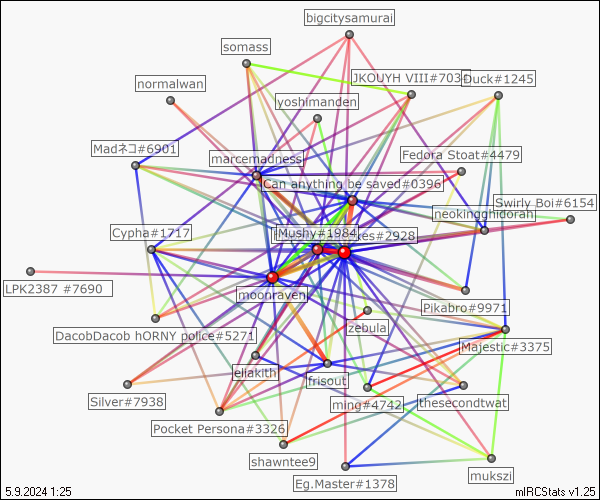 bigcitysamurai
somass
JKOUYH VIII#703
Duck#1245
normalwan
yoshimanden
Madネコ#6901
marcemadness
Fedora Stoat#4479
Can anything be saved#0396
Swirly Boi#6154
neokingghidorah
Cypha#1717
Mushy#1984
kes#2928
LPK2387 #7690
moonraven
Pikabro#9971
zebula
DacobDacob hORNY police#5271
Majestic#3375
eliakith
frisout
Silver#7938
ming#4742
thesecondtwat
Pocket Persona#3326
shawntee9
mukszi
Eg.Master#1378
5.9.2024 1:25
mIRCStats v1.25